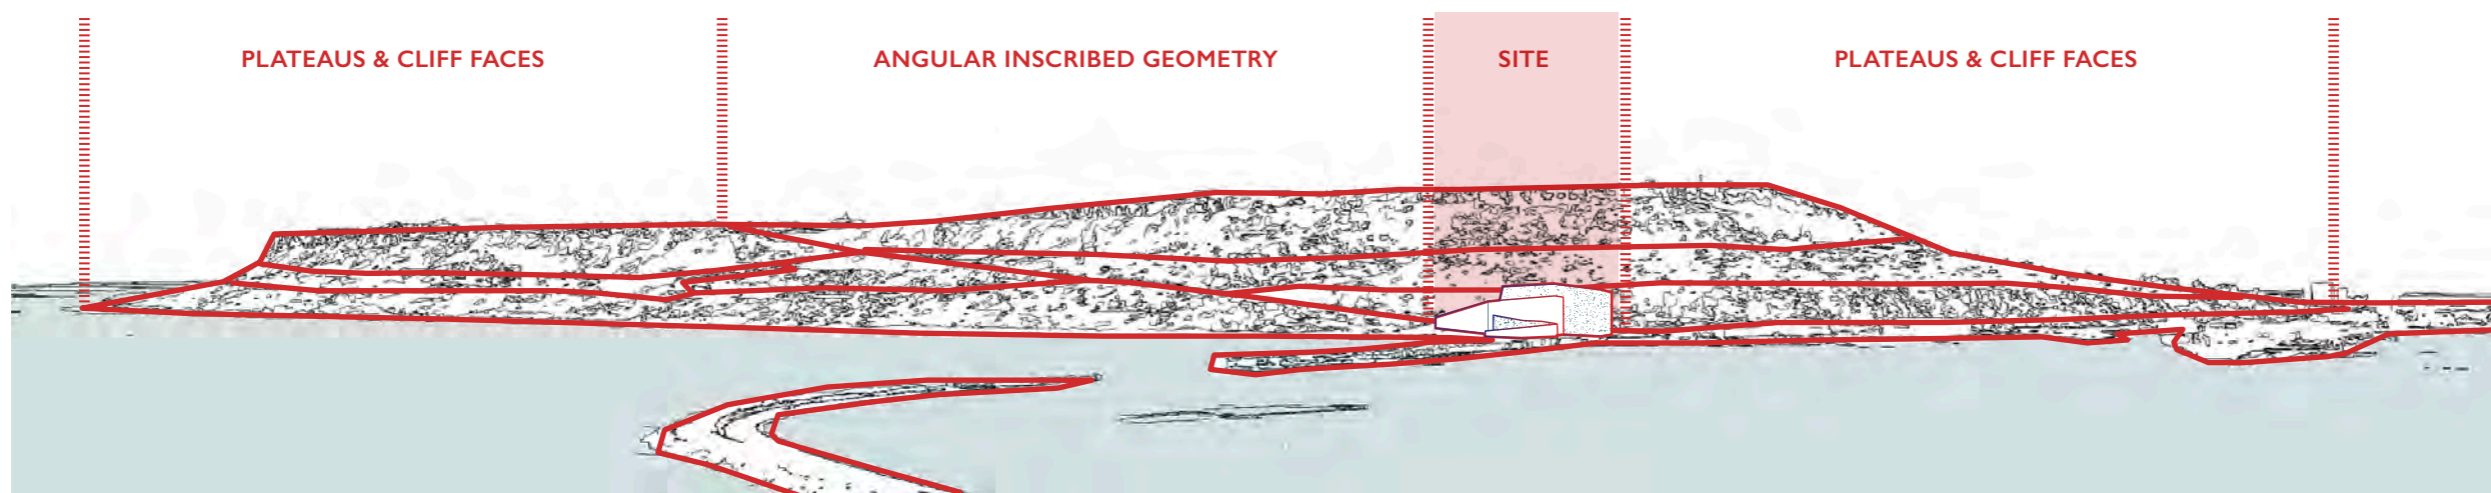 PLATEAUS & CLIFF FACES
ANGULAR INSCRIBED GEOMETRY
SITE
PLATEAUS & CLIFF FACES